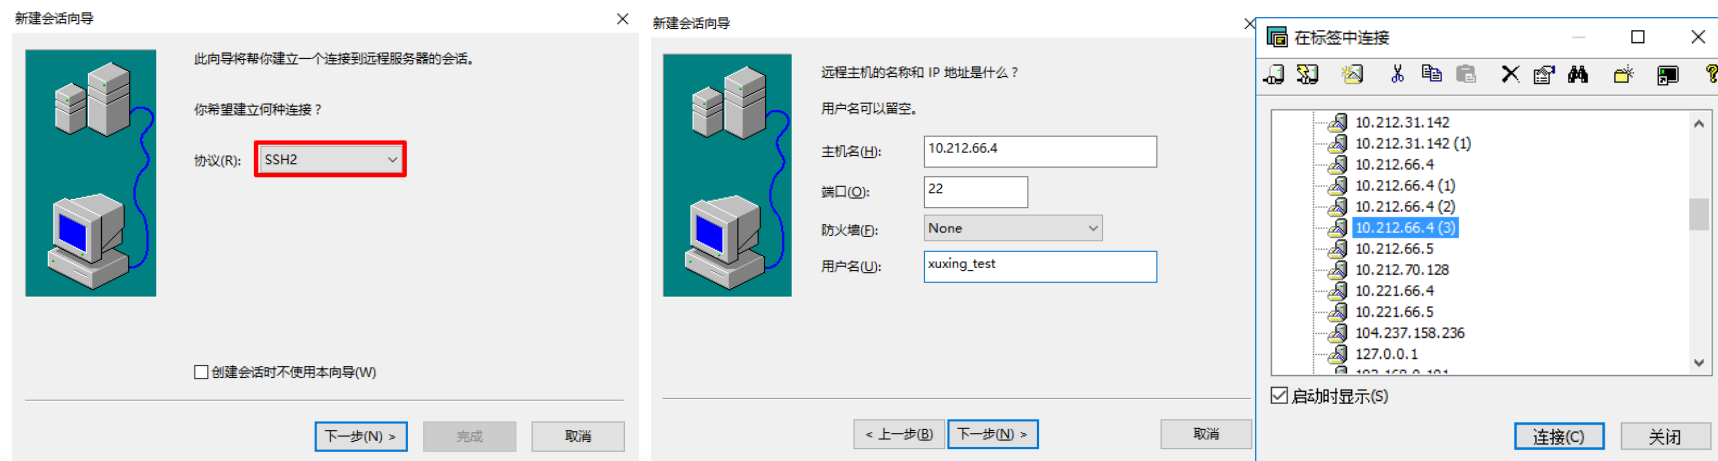 新建会话向导
此向导将帮你建立一个连接到远程服务器的会话。
你希望建立何种连接？
协议(R): SSH2
创建会话时不使用本向导(W)
下一步(N) > 完成 取消
新建会话向导
远程主机的名称和 IP 地址是什么？
用户名可以留空。
主机名(H): 10.212.66.4
端口(O): 22
防火墙(F): None
用户名(U): xuxing_test
< 上一步(B) 下一步(N) > 取消
在标签中连接
10.212.31.142
10.212.31.142 (1)
10.212.66.4
10.212.66.4 (1)
10.212.66.4 (2)
10.212.66.4 (3)
10.212.66.5
10.212.70.128
10.221.66.4
10.221.66.5
104.237.158.236
127.0.0.1
启动时显示(S)
连接(C) 关闭